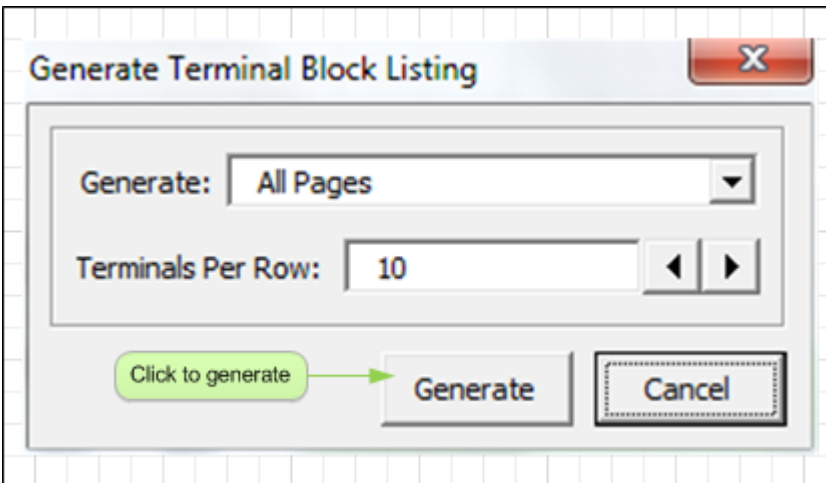 Generate Terminal Block Listing
Generate: All Pages
Terminals Per Row: 10
Click to generate
Generate
Cancel